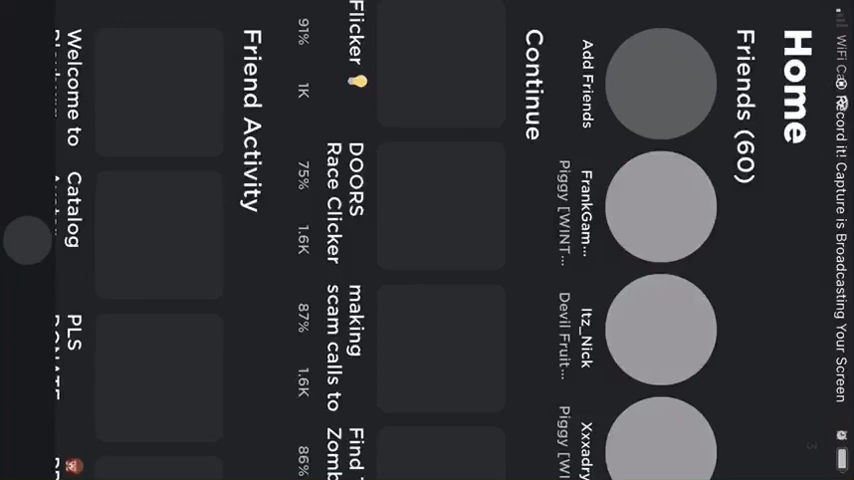 Record it! Capture is Broadcasting Your Screen
WiFi
Home
Friends (60)
Add Friends
FrankGam...
Itz_Nick
Xxxadry
Piggy [WINT...
Devil Fruit...
Piggy [WI
Continue
Flicker 💡
DOORS
making
Find
Race Clicker
scam calls to
Zomb
91%
1K
75%
1.6K
87%
1.6K
86%
Friend Activity
Welcome to
Catalog
PLS
DONATE